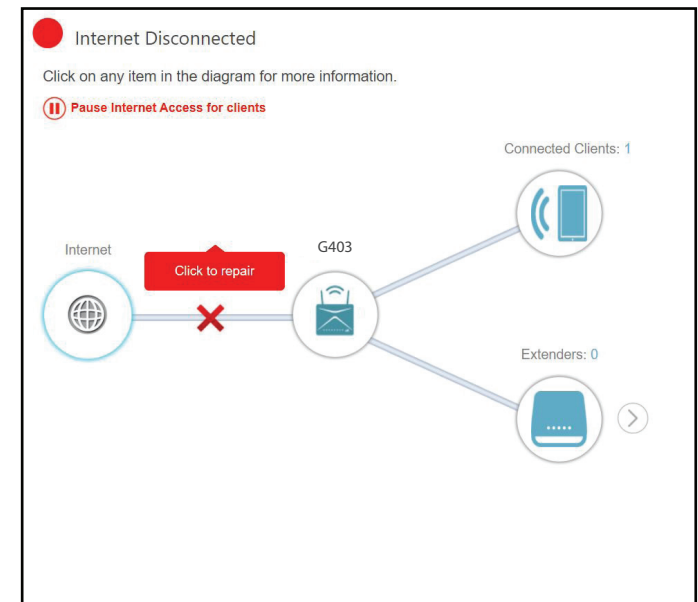 Internet Disconnected
Click on any item in the diagram for more information.
Pause Internet Access for clients
Connected Clients: 1
Internet
Click to repair
G403
Extenders: 0